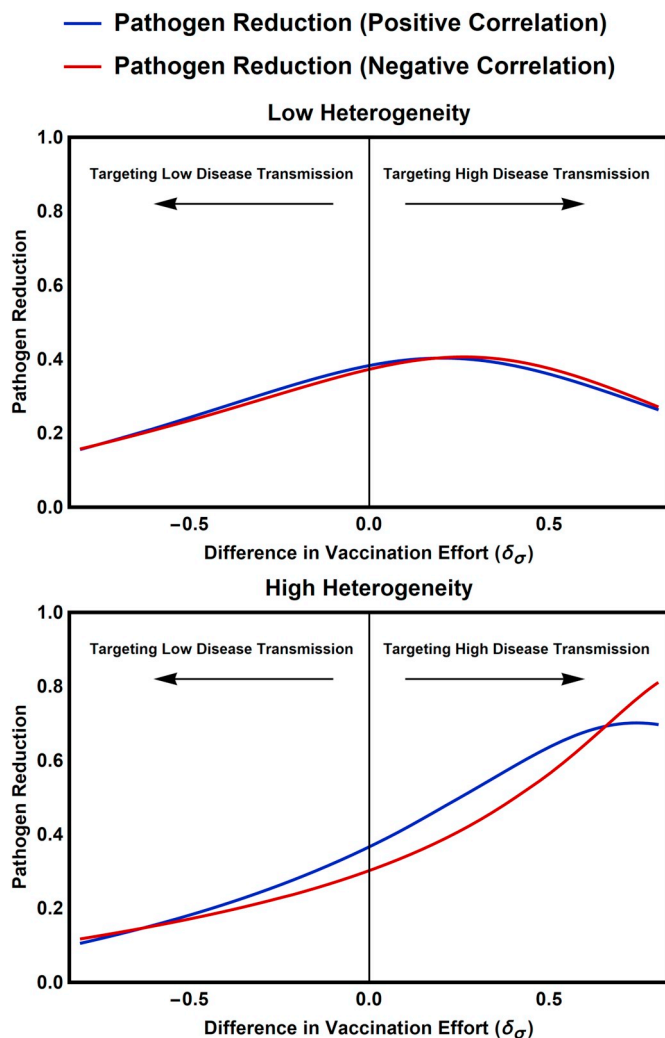 Pathogen Reduction (Positive Correlation)
Pathogen Reduction (Negative Correlation)
Low Heterogeneity
1.0
0.8
0.6
0.4
0.2
0.0
Pathogen Reduction
Targeting Low Disease Transmission
Targeting High Disease Transmission
−0.5 0.0 0.5
Difference in Vaccination Effort (δσ)
High Heterogeneity
1.0
0.8
0.6
0.4
0.2
0.0
Pathogen Reduction
Targeting Low Disease Transmission
Targeting High Disease Transmission
−0.5 0.0 0.5
Difference in Vaccination Effort (δσ)